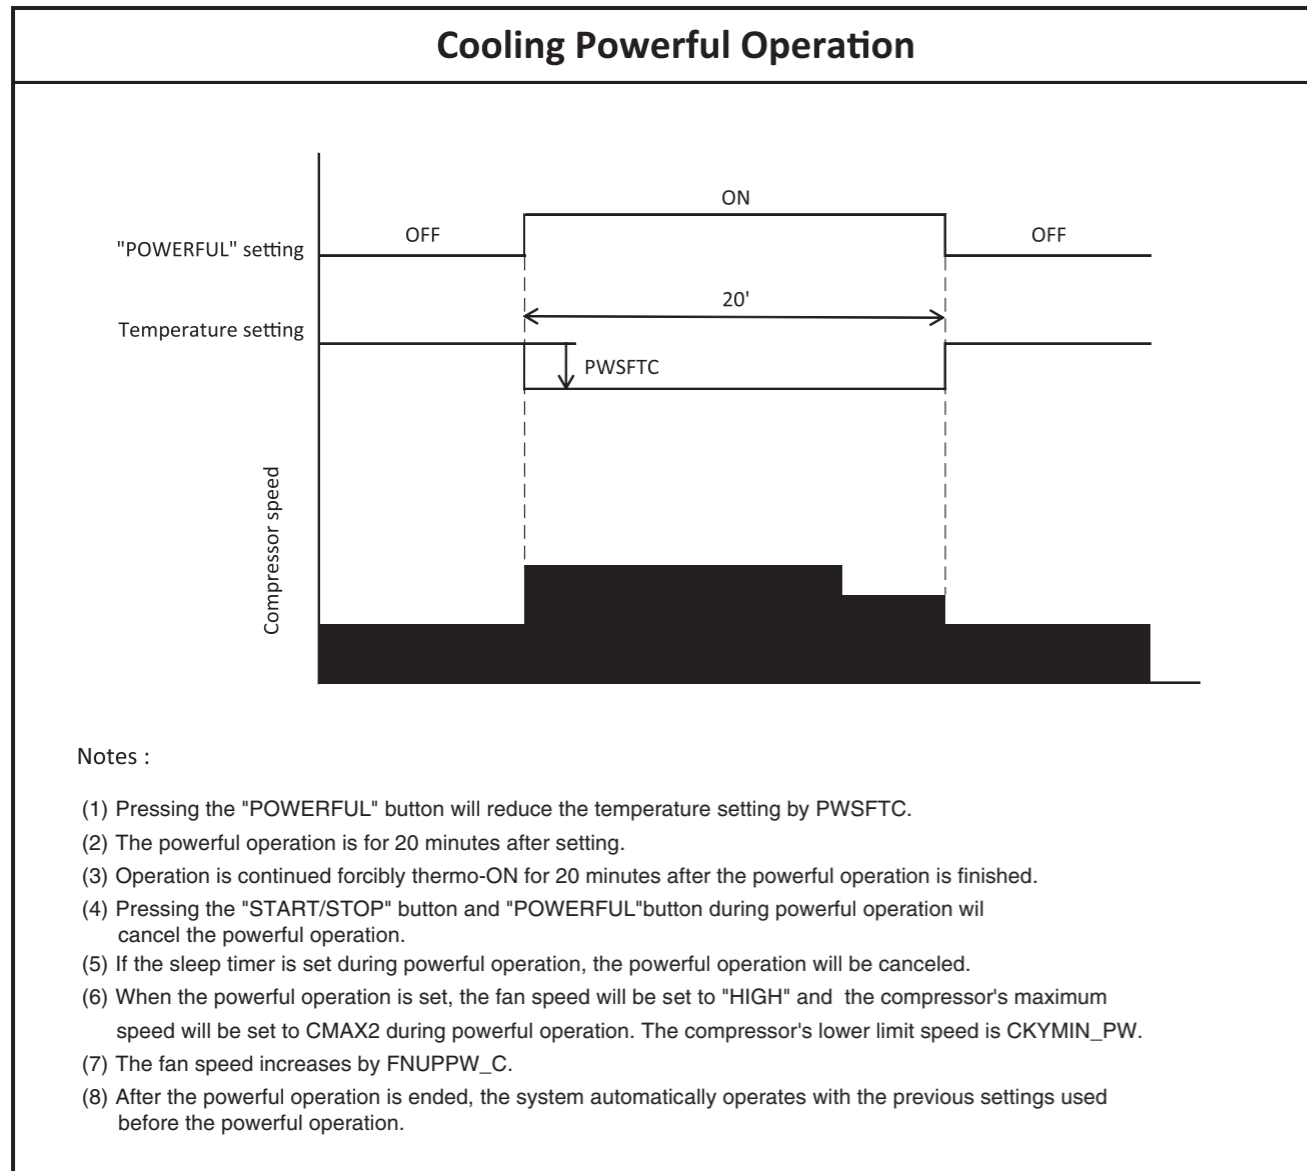 Cooling Powerful Operation
ON
OFF
OFF
"POWERFUL" setting
20'
Temperature setting
PWSFTC
Compressor speed
Notes :
(1) Pressing the "POWERFUL" button will reduce the temperature setting by PWSFTC.
(2) The powerful operation is for 20 minutes after setting.
(3) Operation is continued forcibly thermo-ON for 20 minutes after the powerful operation is finished.
(4) Pressing the "START/STOP" button and "POWERFUL"button during powerful operation wil
cancel the powerful operation.
(5) If the sleep timer is set during powerful operation, the powerful operation will be canceled.
(6) When the powerful operation is set, the fan speed will be set to "HIGH" and  the compressor's maximum
speed will be set to CMAX2 during powerful operation. The compressor's lower limit speed is CKYMIN_PW.
(7) The fan speed increases by FNUPPW_C.
(8) After the powerful operation is ended, the system automatically operates with the previous settings used
before the powerful operation.